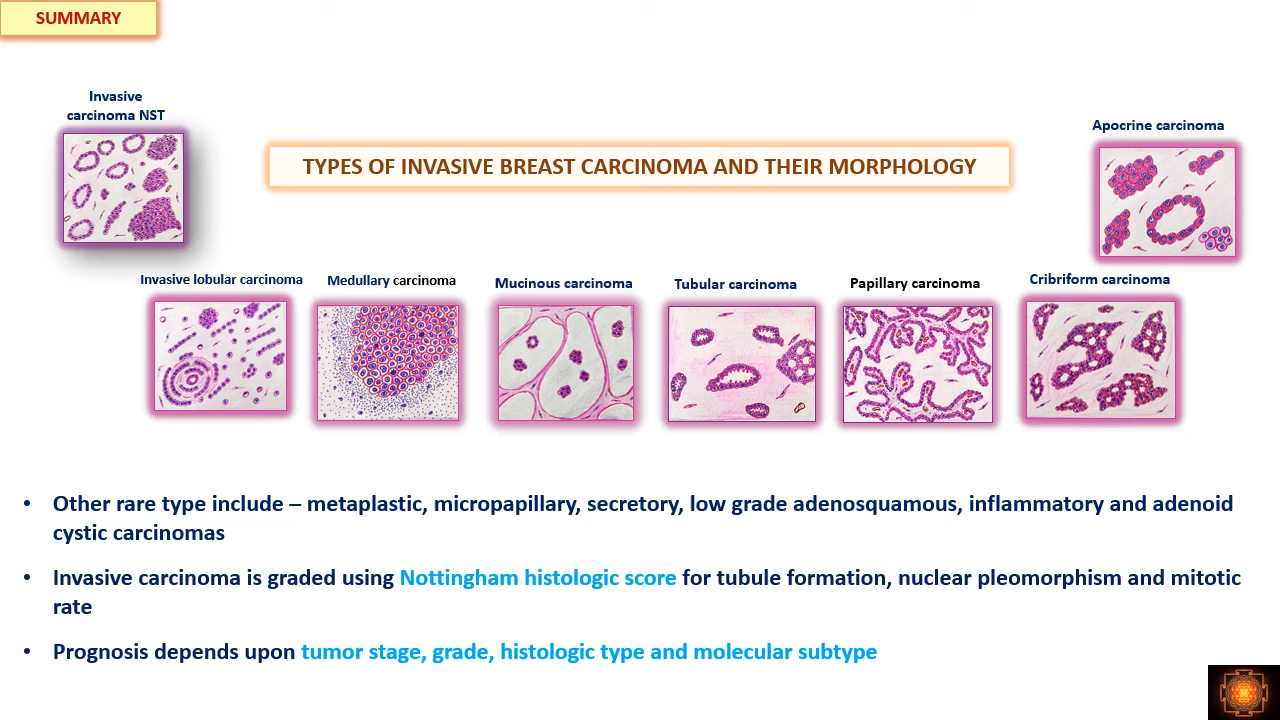 SUMMARY
Invasive
carcinoma NST
Apocrine carcinoma
TYPES OF INVASIVE BREAST CARCINOMA AND THEIR MORPHOLOGY
Invasive lobular carcinoma
Medullary carcinoma
Mucinous carcinoma
Tubular carcinoma
Papillary carcinoma
Cribriform carcinoma
• Other rare type include – metaplastic, micropapillary, secretory, low grade adenosquamous, inflammatory and adenoid
cystic carcinomas
• Invasive carcinoma is graded using Nottingham histologic score for tubule formation, nuclear pleomorphism and mitotic
rate
• Prognosis depends upon tumor stage, grade, histologic type and molecular subtype